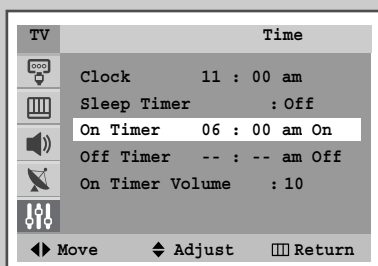 TV Time
Clock 11 : 00 am
Sleep Timer : Off
On Timer 06 : 00 am On
Off Timer -- : -- am Off
On Timer Volume : 10
Move Adjust Return